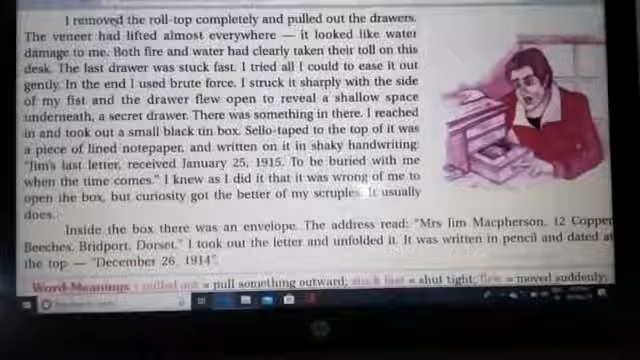 I removed the roll-top completely and pulled out the drawers.
The veneer had lifted almost everywhere — it looked like water
damage to me. Both fire and water had clearly taken their toll on this
desk. The last drawer was stuck fast. I tried all I could to ease it out
gently. In the end I used brute force. I struck it sharply with the side
of my fist and the drawer flew open to reveal a shallow space
underneath, a secret drawer. There was something in there. I reached
in and took out a small black tin box. Sello-taped to the top of it was
a piece of lined notepaper, and written on it in shaky handwriting:
"Jim's last letter, received January 25, 1915. To be buried with me
when the time comes." I knew as I did it that it was wrong of me to
open the box, but curiosity got the better of my scruples. It usually
does.
Inside the box there was an envelope. The address read: "Mrs Jim Macpherson, 12 Copper
Beeches, Bridport, Dorset." I took out the letter and unfolded it. It was written in pencil and dated at
the top — "December 26, 1914".
Word-Meanings : pulled out = pull something outward; stuck fast = shut tight; flew = moved suddenly;
hp